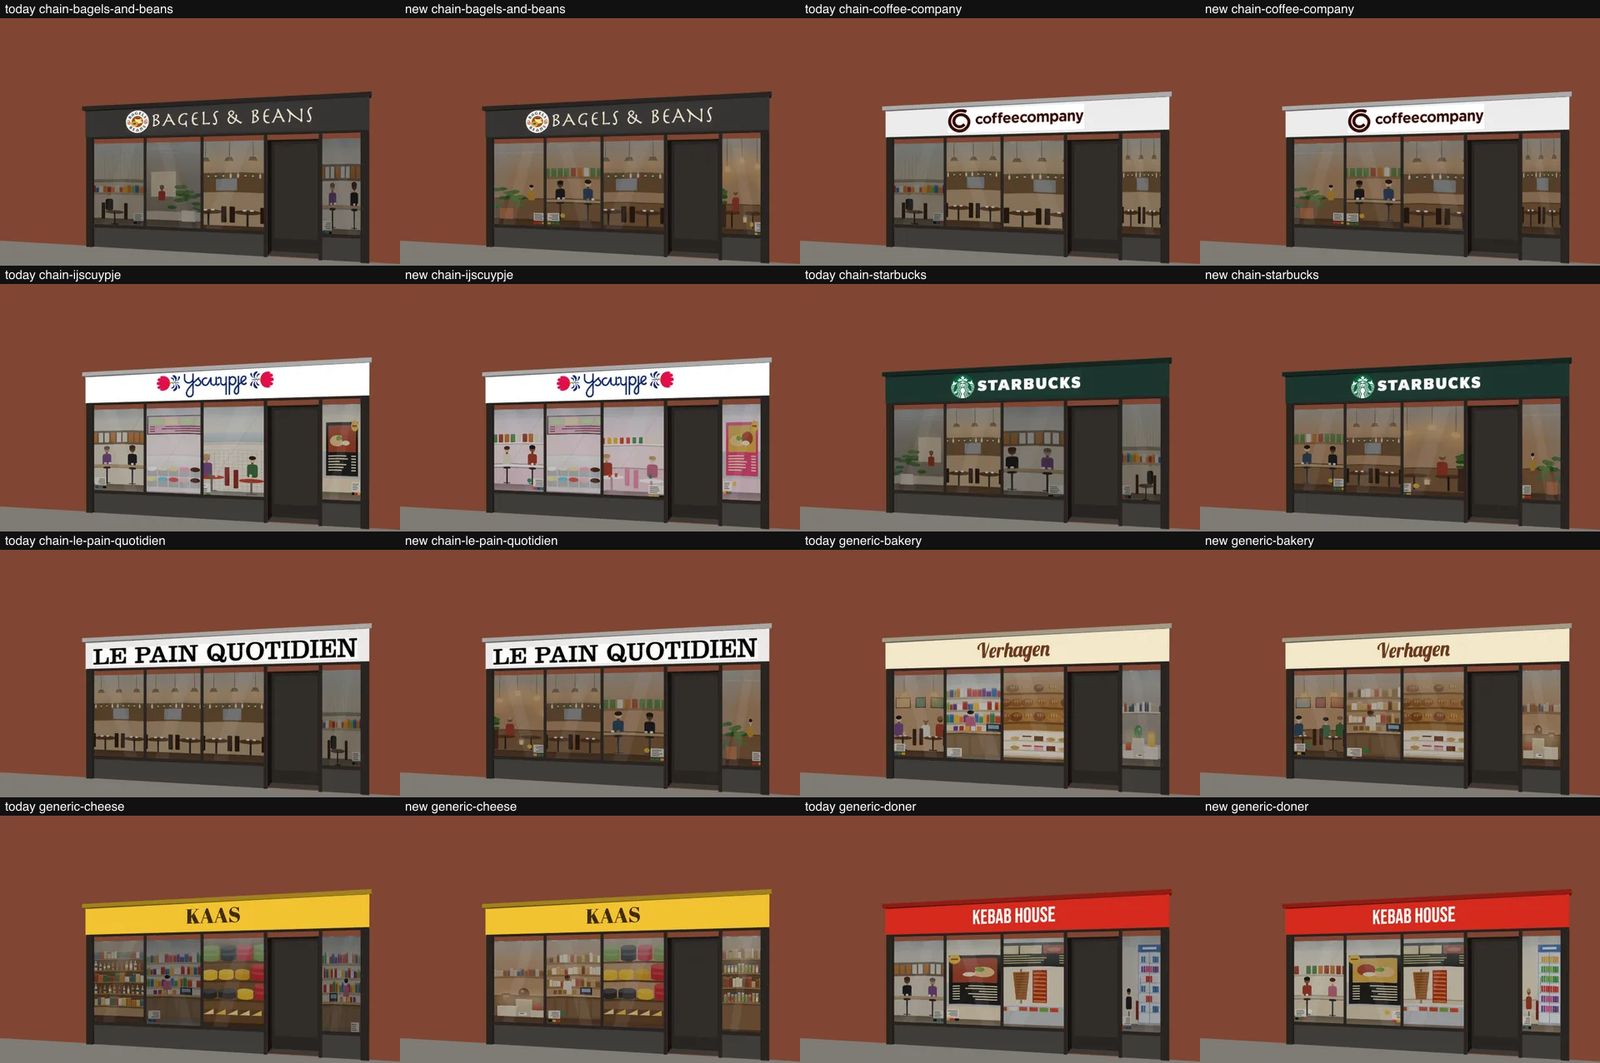 today chain-bagels-and-beans
new chain-bagels-and-beans
today chain-coffee-company
new chain-coffee-company
BAGELS & BEANS
BAGELS & BEANS
coffeecompany
coffeecompany
today chain-ijscuypje
new chain-ijscuypje
today chain-starbucks
new chain-starbucks
Yscuypje
Yscuypje
STARBUCKS
STARBUCKS
today chain-le-pain-quotidien
new chain-le-pain-quotidien
today generic-bakery
new generic-bakery
LE PAIN QUOTIDIEN
LE PAIN QUOTIDIEN
Verhagen
Verhagen
today generic-cheese
new generic-cheese
today generic-doner
new generic-doner
KAAS
KAAS
KEBAB HOUSE
KEBAB HOUSE